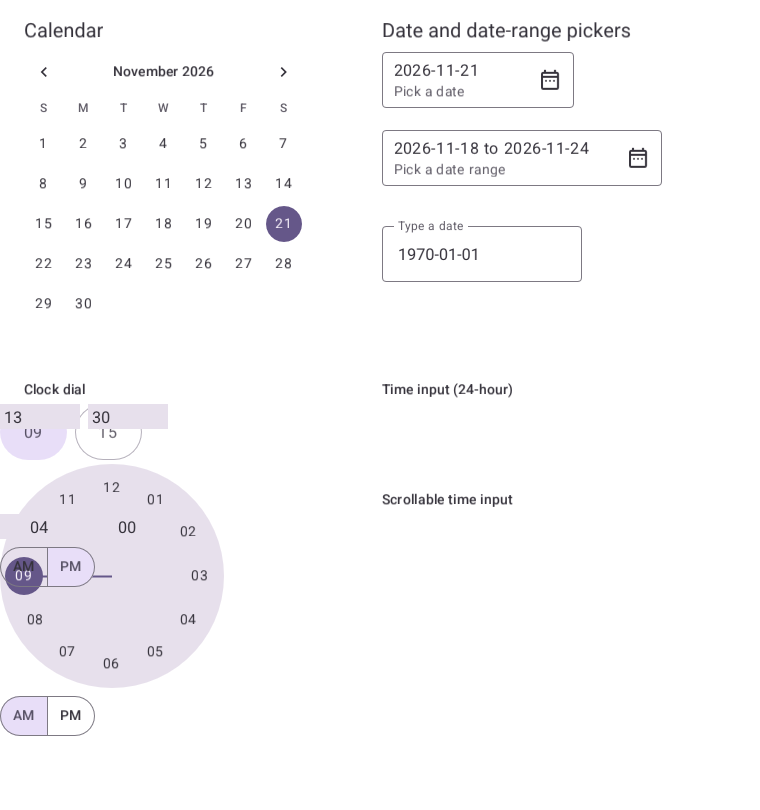 Calendar
November 2026
S M T W T F S
1 2 3 4 5 6 7
8 9 10 11 12 13 14
15 16 17 18 19 20 21
22 23 24 25 26 27 28
29 30
Date and date-range pickers
2026-11-21
Pick a date
2026-11-18 to 2026-11-24
Pick a date range
Type a date
1970-01-01
Clock dial
13 30
09 15
12
11 01
04 00 02
AM PM
09 03
08 04
07 05
06
AM PM
Time input (24-hour)
Scrollable time input